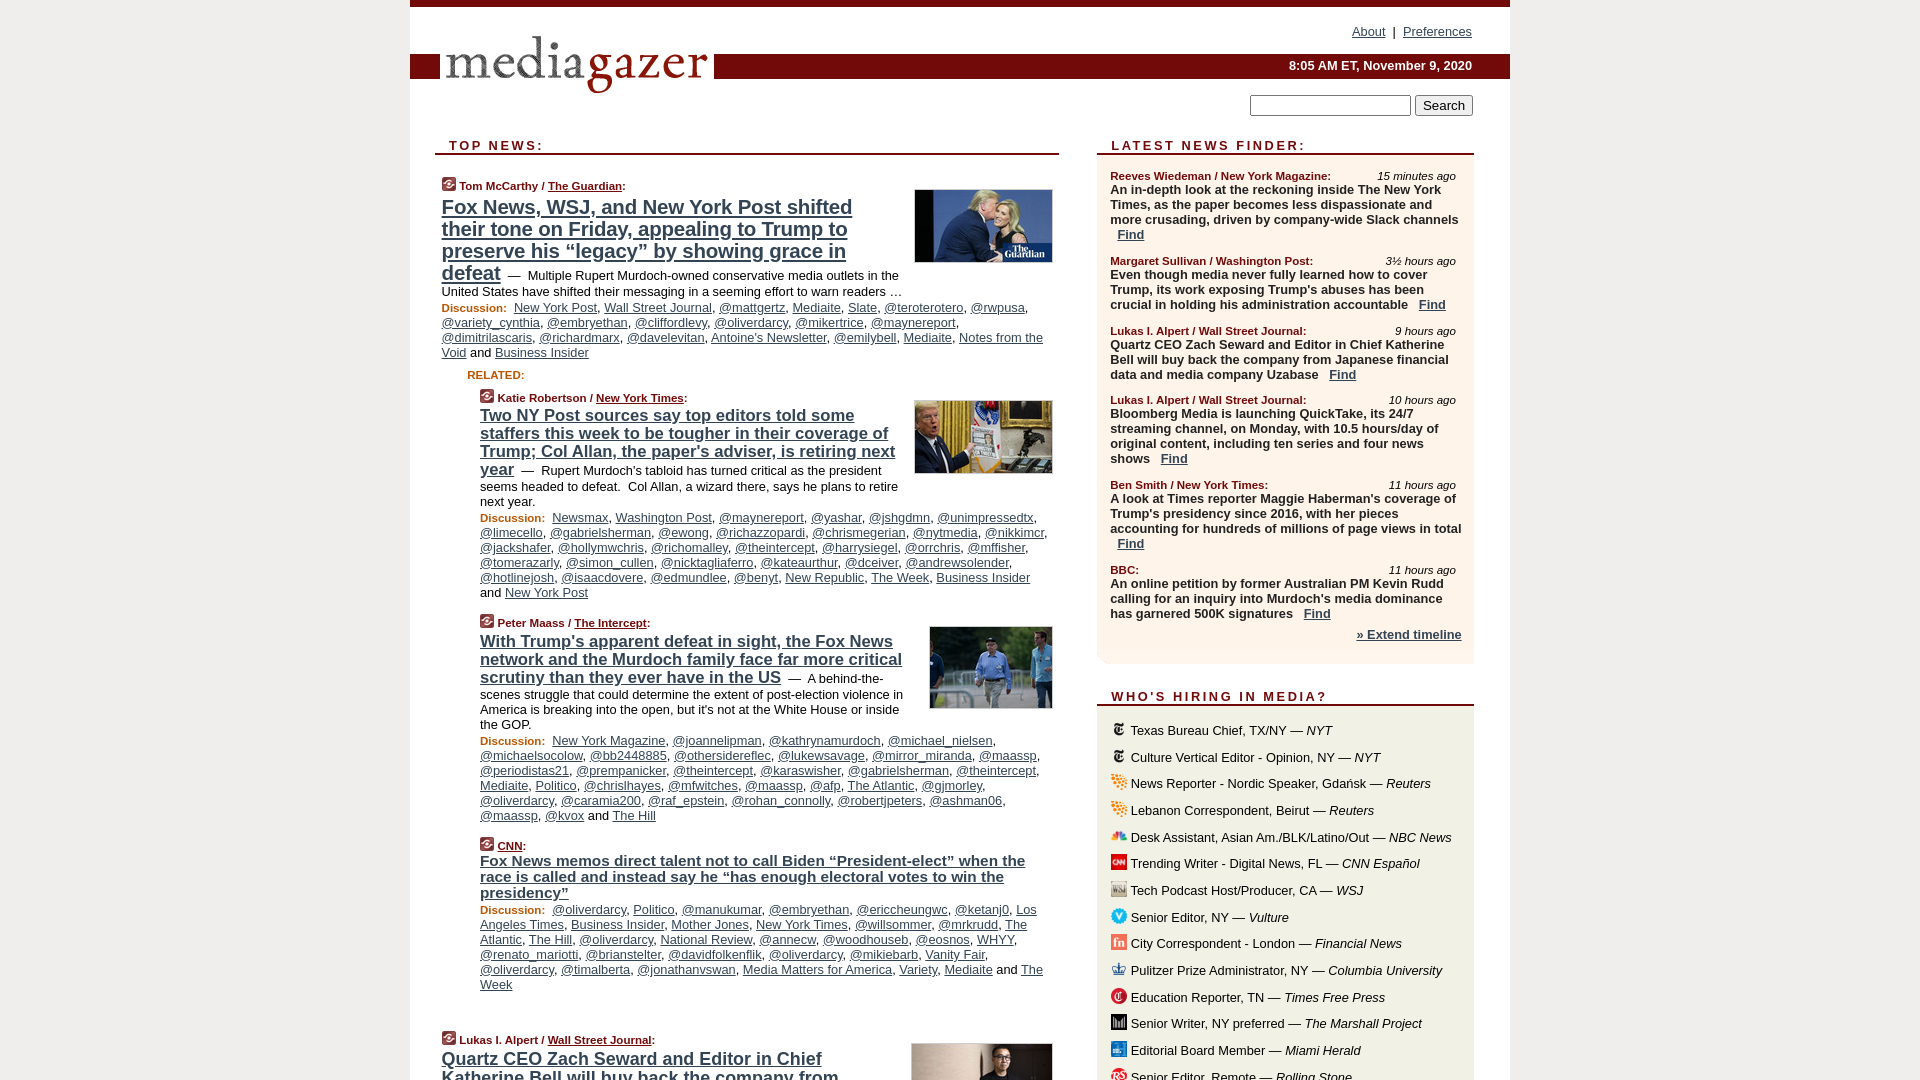 About | Preferences
mediagazer
8:05 AM ET, November 9, 2020
Search
TOP NEWS:
Tom McCarthy / The Guardian:
Fox News, WSJ, and New York Post shifted
their tone on Friday, appealing to Trump to
preserve his “legacy” by showing grace in
defeat — Multiple Rupert Murdoch-owned conservative media outlets in the
United States have shifted their messaging in a seeming effort to warn readers …
The Guardian
Discussion: New York Post, Wall Street Journal, @mattgertz, Mediaite, Slate, @teroterotero, @rwpusa,
@variety_cynthia, @embryethan, @cliffordlevy, @oliverdarcy, @mikertrice, @maynereport,
@dimitrilascaris, @richardmarx, @davelevitan, Antoine's Newsletter, @emilybell, Mediaite, Notes from the
Void and Business Insider
RELATED:
Katie Robertson / New York Times:
Two NY Post sources say top editors told some
staffers this week to be tougher in their coverage of
Trump; Col Allan, the paper's adviser, is retiring next
year — Rupert Murdoch's tabloid has turned critical as the president
seems headed to defeat. Col Allan, a wizard there, says he plans to retire
next year.
Discussion: Newsmax, Washington Post, @maynereport, @yashar, @jshgdmn, @unimpressedtx,
@limecello, @gabrielsherman, @ewong, @richazzopardi, @chrismegerian, @nytmedia, @nikkimcr,
@jackshafer, @hollymwchris, @richomalley, @theintercept, @harrysiegel, @orrchris, @mffisher,
@tomerazarly, @simon_cullen, @nicktagliaferro, @kateaurthur, @dceiver, @andrewsolender,
@hotlinejosh, @isaacdovere, @edmundlee, @benyt, New Republic, The Week, Business Insider
and New York Post
Peter Maass / The Intercept:
With Trump's apparent defeat in sight, the Fox News
network and the Murdoch family face far more critical
scrutiny than they ever have in the US — A behind-the-
scenes struggle that could determine the extent of post-election violence in
America is breaking into the open, but it's not at the White House or inside
the GOP.
Discussion: New York Magazine, @joannelipman, @kathrynamurdoch, @michael_nielsen,
@michaelsocolow, @bb2448885, @othersidereflec, @lukewsavage, @mirror_miranda, @maassp,
@periodistas21, @prempanicker, @theintercept, @karaswisher, @gabrielsherman, @theintercept,
Mediaite, Politico, @chrislhayes, @mfwitches, @maassp, @afp, The Atlantic, @gjmorley,
@oliverdarcy, @caramia200, @raf_epstein, @rohan_connolly, @robertjpeters, @ashman06,
@maassp, @kvox and The Hill
CNN:
Fox News memos direct talent not to call Biden “President-elect” when the
race is called and instead say he “has enough electoral votes to win the
presidency”
Discussion: @oliverdarcy, Politico, @manukumar, @embryethan, @ericcheungwc, @ketanj0, Los
Angeles Times, Business Insider, Mother Jones, New York Times, @willsommer, @mrkrudd, The
Atlantic, The Hill, @oliverdarcy, National Review, @annecw, @woodhouseb, @eosnos, WHYY,
@renato_mariotti, @brianstelter, @davidfolkenflik, @oliverdarcy, @mikiebarb, Vanity Fair,
@oliverdarcy, @timalberta, @jonathanvswan, Media Matters for America, Variety, Mediaite and The
Week
Lukas I. Alpert / Wall Street Journal:
Quartz CEO Zach Seward and Editor in Chief
Katherine Bell will buy back the company from
LATEST NEWS FINDER:
Reeves Wiedeman / New York Magazine: 15 minutes ago
An in-depth look at the reckoning inside The New York
Times, as the paper becomes less dispassionate and
more crusading, driven by company-wide Slack channels
Find
Margaret Sullivan / Washington Post: 3½ hours ago
Even though media never fully learned how to cover
Trump, its work exposing Trump's abuses has been
crucial in holding his administration accountable Find
Lukas I. Alpert / Wall Street Journal: 9 hours ago
Quartz CEO Zach Seward and Editor in Chief Katherine
Bell will buy back the company from Japanese financial
data and media company Uzabase Find
Lukas I. Alpert / Wall Street Journal: 10 hours ago
Bloomberg Media is launching QuickTake, its 24/7
streaming channel, on Monday, with 10.5 hours/day of
original content, including ten series and four news
shows Find
Ben Smith / New York Times: 11 hours ago
A look at Times reporter Maggie Haberman's coverage of
Trump's presidency since 2016, with her pieces
accounting for hundreds of millions of page views in total
Find
BBC: 11 hours ago
An online petition by former Australian PM Kevin Rudd
calling for an inquiry into Murdoch's media dominance
has garnered 500K signatures Find
» Extend timeline
WHO'S HIRING IN MEDIA?
Texas Bureau Chief, TX/NY — NYT
Culture Vertical Editor - Opinion, NY — NYT
News Reporter - Nordic Speaker, Gdańsk — Reuters
Lebanon Correspondent, Beirut — Reuters
Desk Assistant, Asian Am./BLK/Latino/Out — NBC News
Trending Writer - Digital News, FL — CNN Español
Tech Podcast Host/Producer, CA — WSJ
Senior Editor, NY — Vulture
City Correspondent - London — Financial News
Pulitzer Prize Administrator, NY — Columbia University
Education Reporter, TN — Times Free Press
Senior Writer, NY preferred — The Marshall Project
Editorial Board Member — Miami Herald
Senior Editor, Remote — Rolling Stone